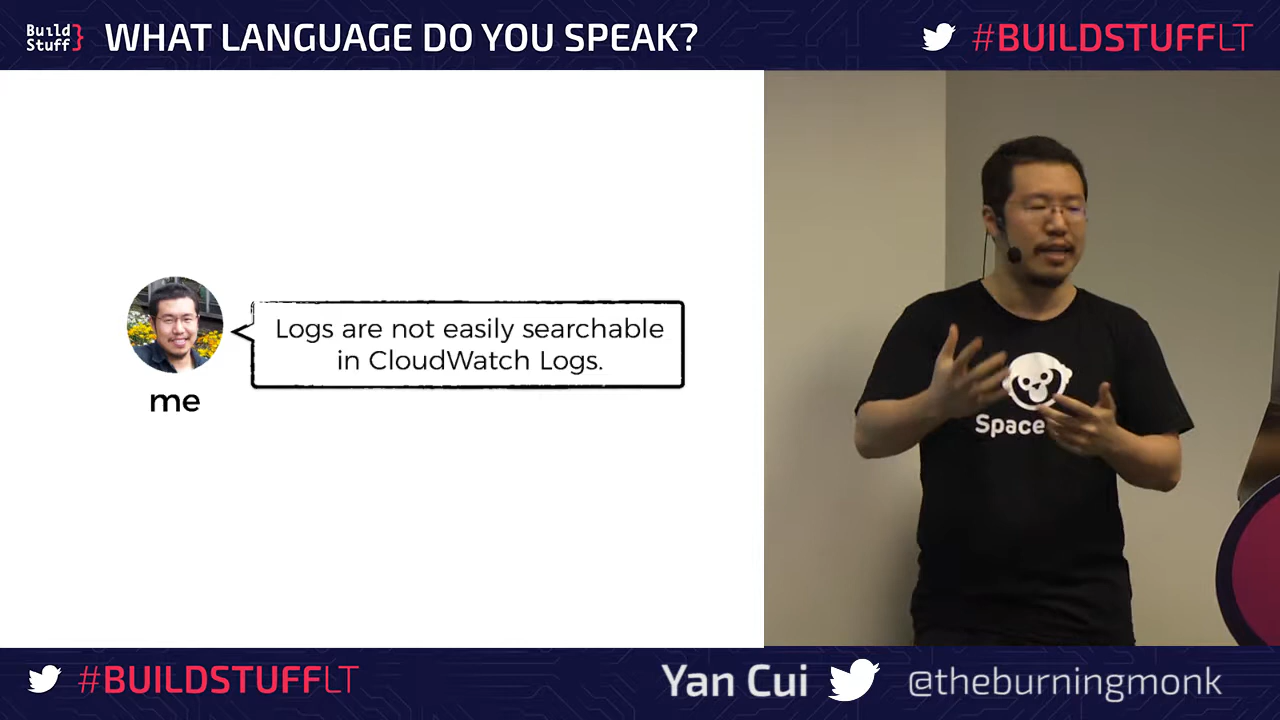 Build
Stuff}
WHAT LANGUAGE DO YOU SPEAK?
#BUILDSTUFFLT
Logs are not easily searchable
in CloudWatch Logs.
me
Space
#BUILDSTUFFLT
Yan Cui
@theburningmonk